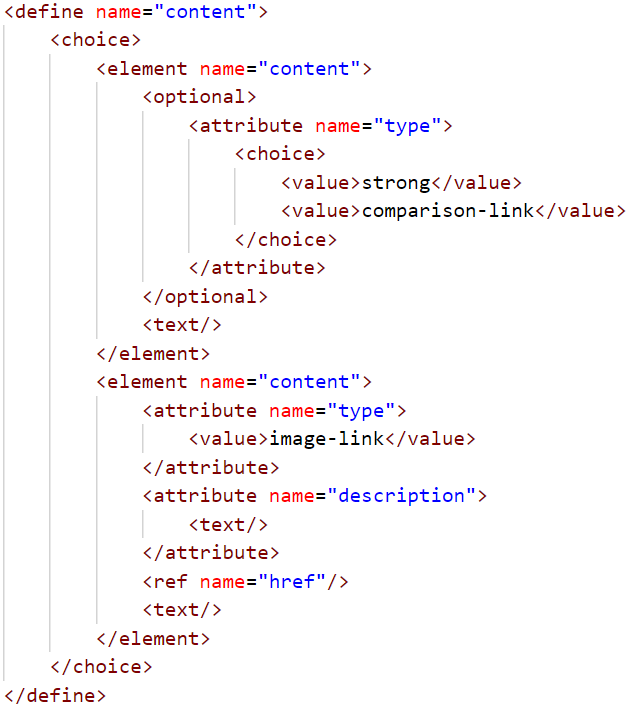 <define name="content">
    <choice>
        <element name="content">
            <optional>
                <attribute name="type">
                    <choice>
                        <value>strong</value>
                        <value>comparison-link</value>
                    </choice>
                </attribute>
            </optional>
            <text/>
        </element>
        <element name="content">
            <attribute name="type">
                <value>image-link</value>
            </attribute>
            <attribute name="description">
                <text/>
            </attribute>
            <ref name="href"/>
            <text/>
        </element>
    </choice>
</define>